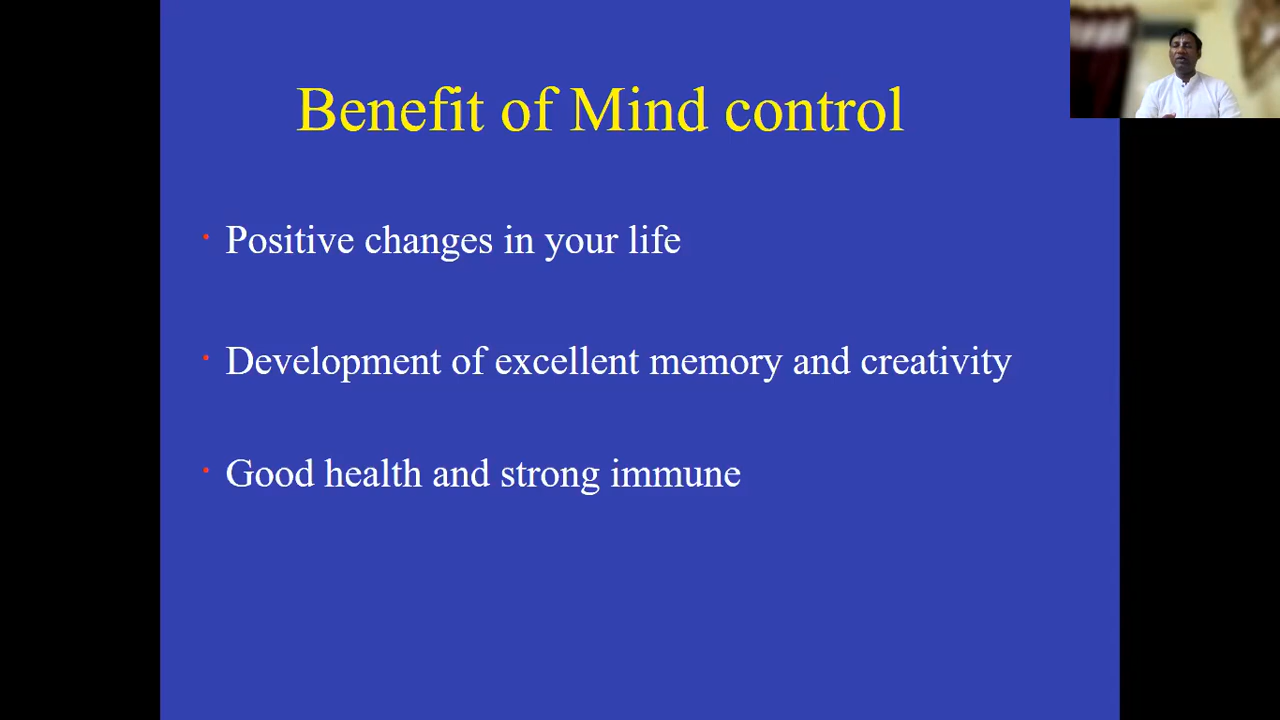 Benefit of Mind control
• Positive changes in your life
• Development of excellent memory and creativity
• Good health and strong immune